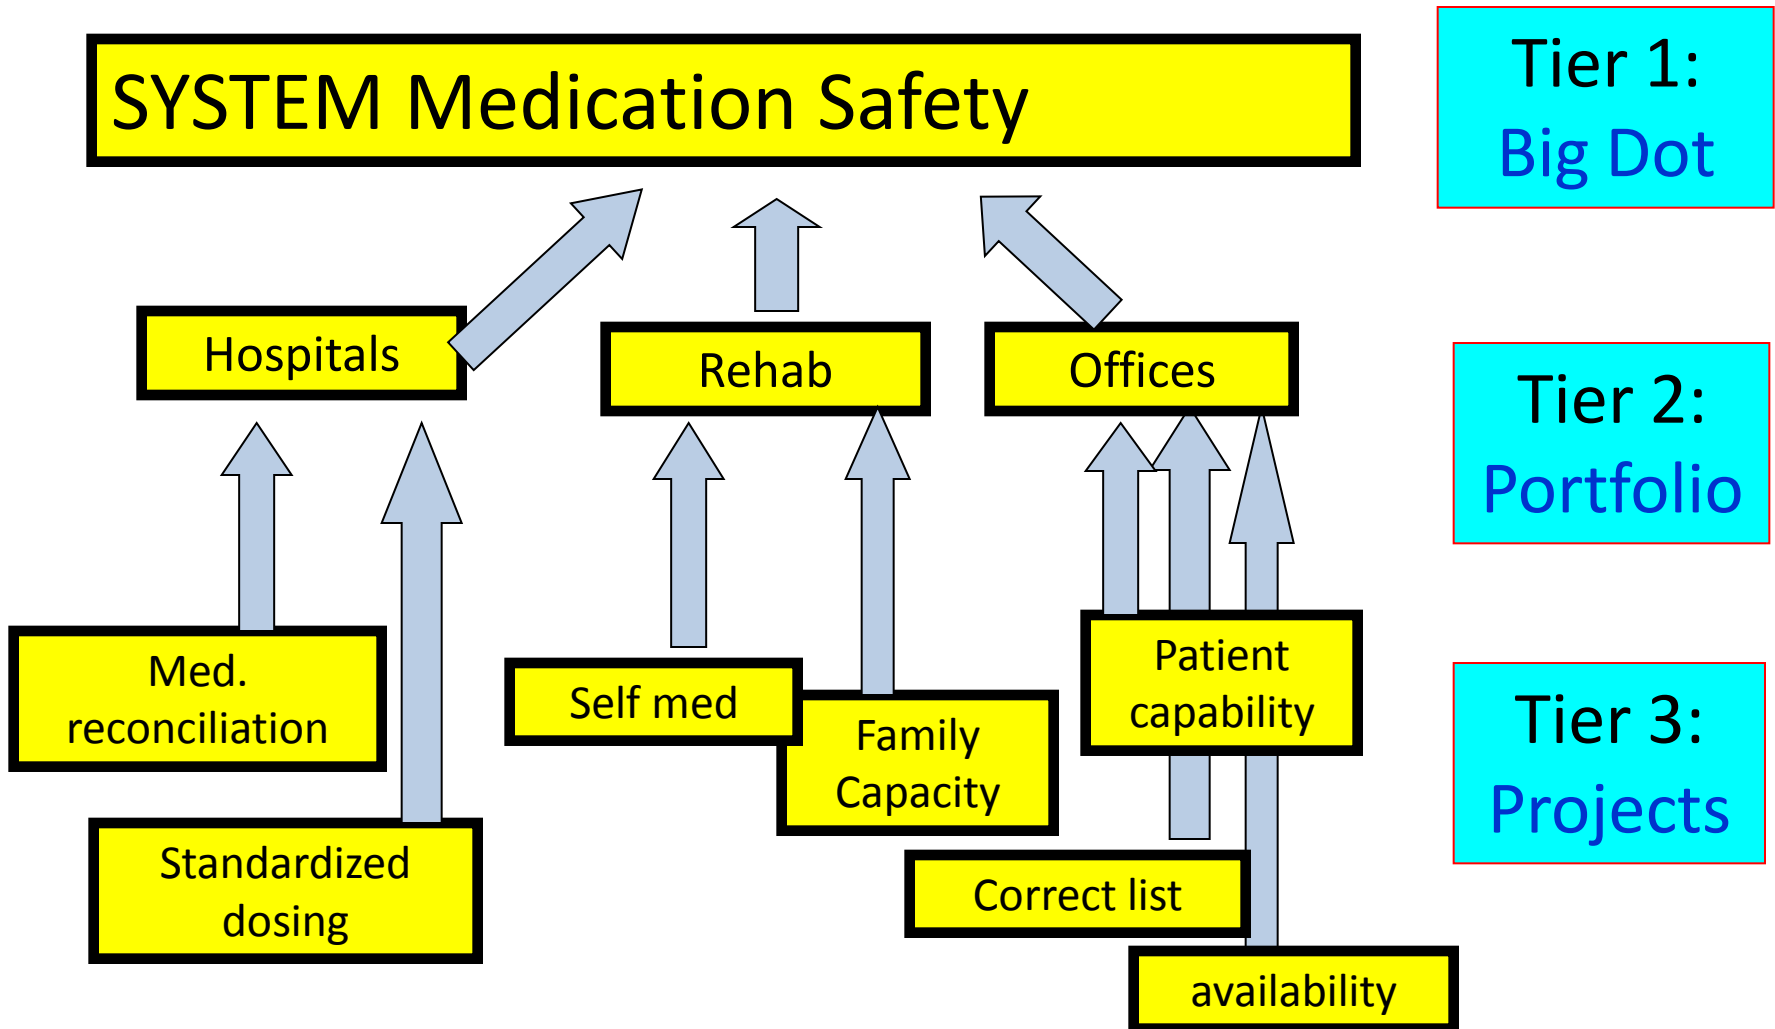 SYSTEM Medication Safety
Tier 1:
Big Dot
Hospitals
Rehab
Offices
Tier 2:
Portfolio
Med.
reconciliation
Self med
Family
Capacity
Patient
capability
Tier 3:
Projects
Standardized
dosing
Correct list
availability